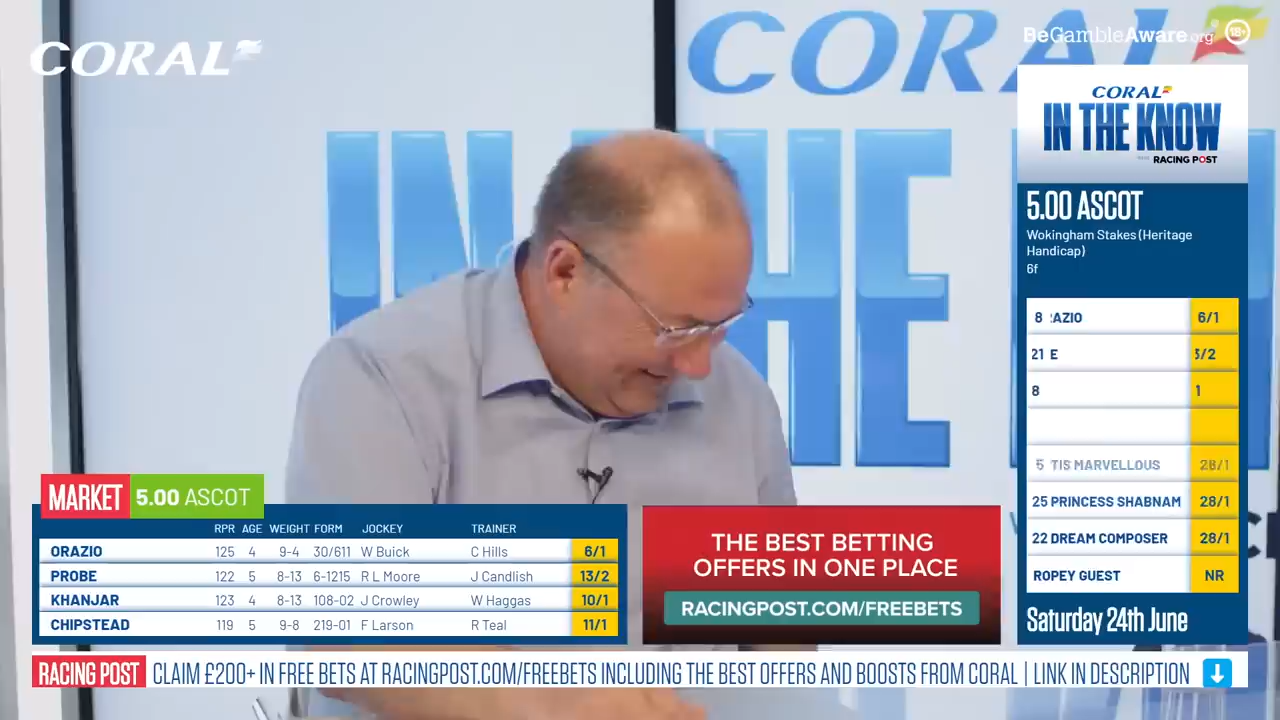 CORAL
CORAL
BeGambleAware.org 18+
IN THE
CORAL
IN THE KNOW
RACING POST
5.00 ASCOT
Wokingham Stakes (Heritage
Handicap)
6f
8 AZIO 6/1
21 E /2
8 1
5 TIS MARVELLOUS 28/1
25 PRINCESS SHABNAM 28/1
22 DREAM COMPOSER 28/1
ROPEY GUEST NR
Saturday 24th June
MARKET 5.00 ASCOT
RPR AGE WEIGHT FORM JOCKEY TRAINER
ORAZIO 125 4 9-4 30/611 W Buick C Hills 6/1
PROBE 122 5 8-13 6-1215 R L Moore J Candlish 13/2
KHANJAR 123 4 8-13 108-02 J Crowley W Haggas 10/1
CHIPSTEAD 119 5 9-8 219-01 F Larson R Teal 11/1
THE BEST BETTING
OFFERS IN ONE PLACE
RACINGPOST.COM/FREEBETS
RACING POST CLAIM £200+ IN FREE BETS AT RACINGPOST.COM/FREEBETS INCLUDING THE BEST OFFERS AND BOOSTS FROM CORAL | LINK IN DESCRIPTION